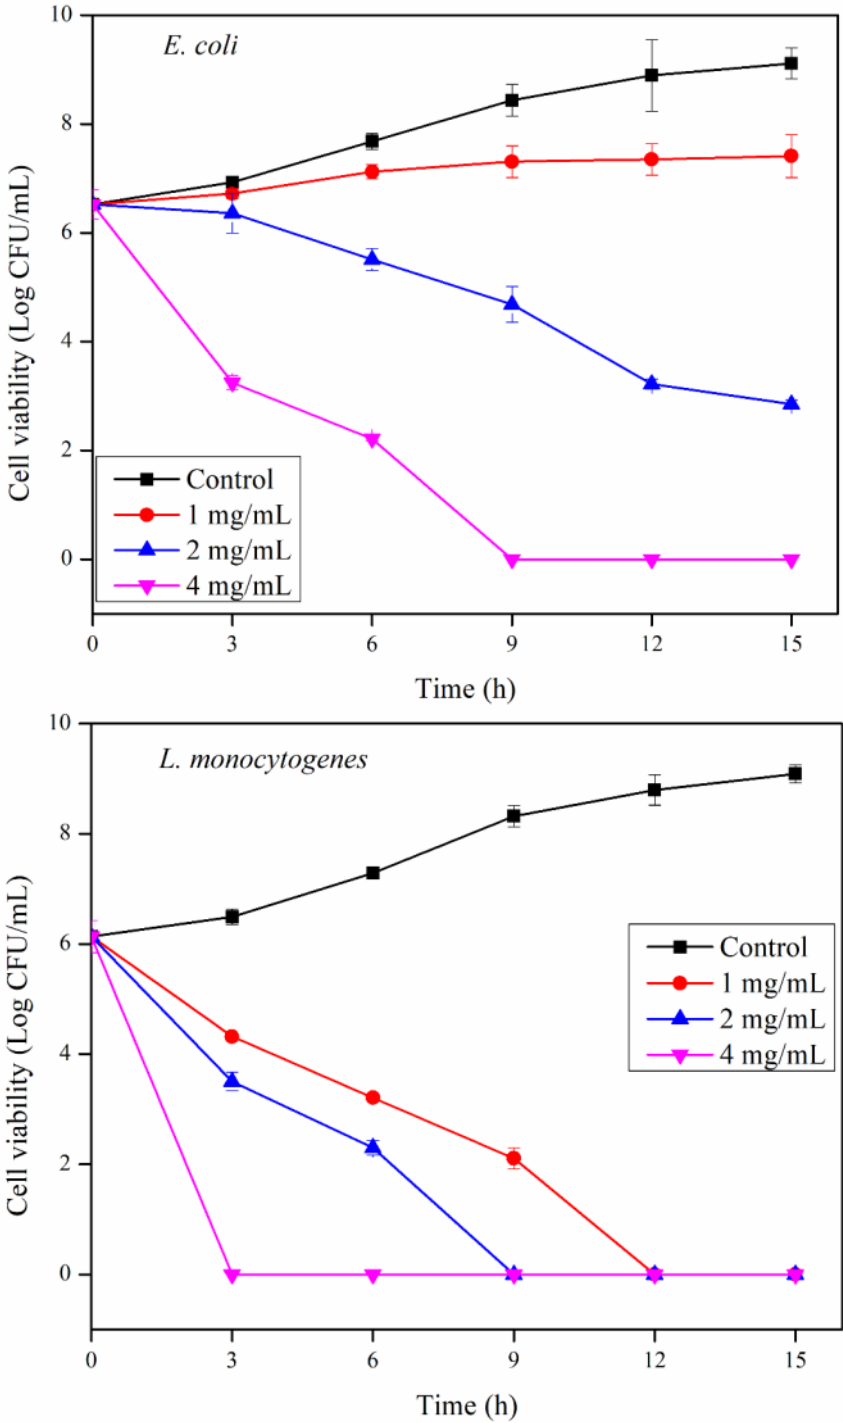 10
E. coli
8
6
4
2
0
Cell viability (Log CFU/mL)
Control
1 mg/mL
2 mg/mL
4 mg/mL
0 3 6 9 12 15
Time (h)
10
L. monocytogenes
8
6
4
2
0
Cell viability (Log CFU/mL)
Control
1 mg/mL
2 mg/mL
4 mg/mL
0 3 6 9 12 15
Time (h)